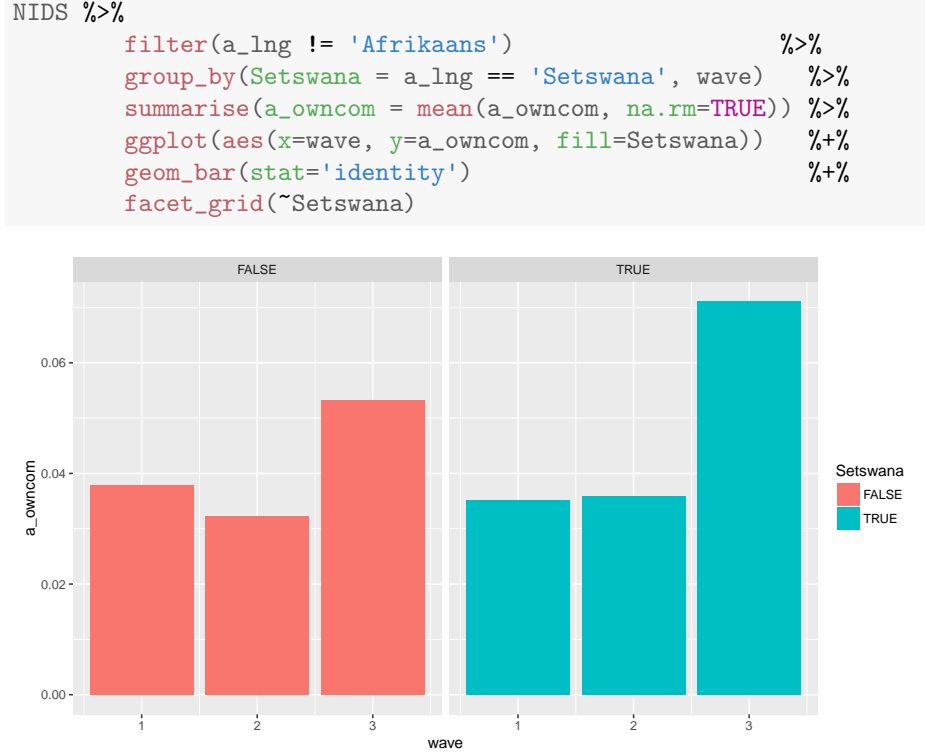 NIDS %>%
filter(a_lng != 'Afrikaans') %>%
group_by(Setswana = a_lng == 'Setswana', wave) %>%
summarise(a_owncom = mean(a_owncom, na.rm=TRUE)) %>%
ggplot(aes(x=wave, y=a_owncom, fill=Setswana)) %+%
geom_bar(stat='identity') %+%
facet_grid(~Setswana)
FALSE TRUE
0.06
0.04
0.02
0.00
a_owncom
1 2 3 1 2 3
wave
Setswana
FALSE
TRUE